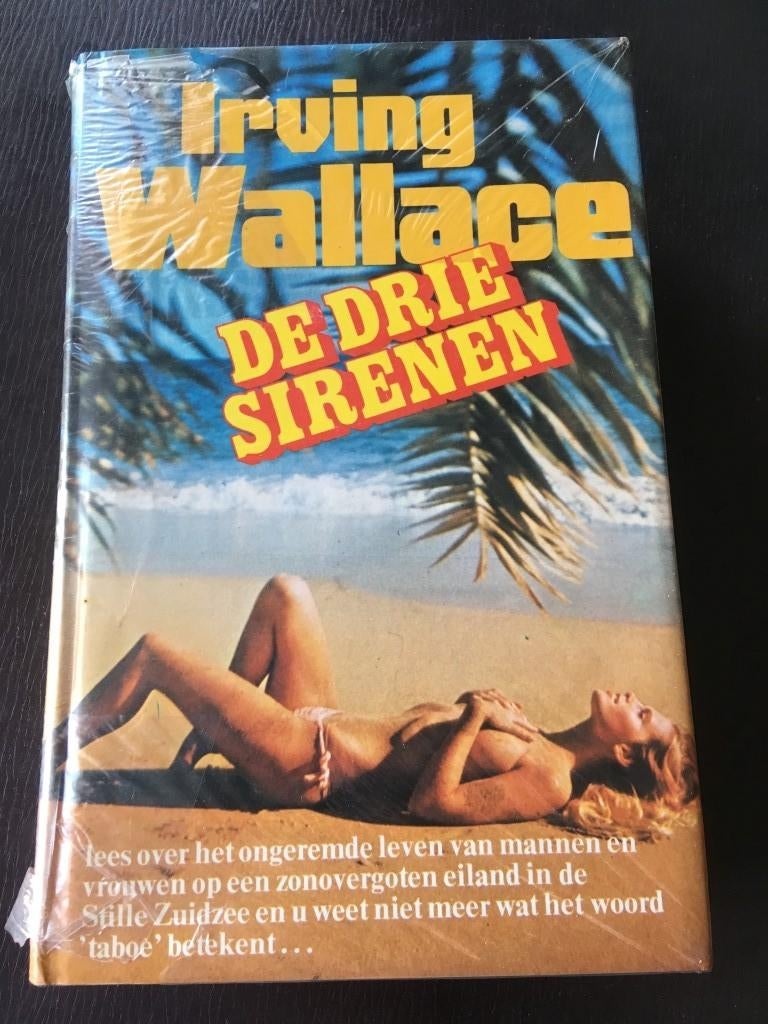 Irving
Wallace
DE DRIE
SIRENEN
lees over het ongeremde leven van mannen en
vrouwen op een zonovergoten eiland in de
Stille Zuidzee en u weet niet meer wat het woord
'taboe' betekent...